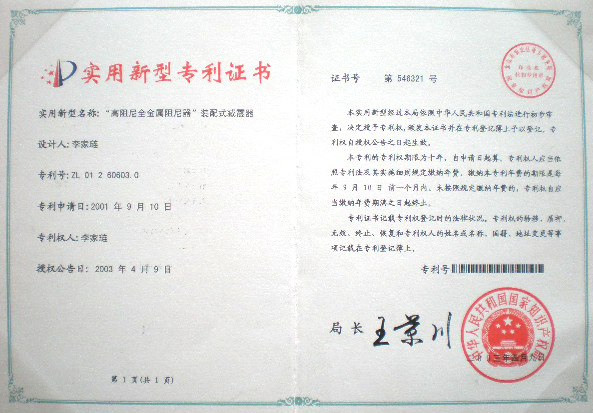 实用新型专利证书
实用新型名称:“高阻尼全金属阻尼器”装配式减震器
设计人:李家琏
专利号:ZL 01 2 60603.0
专利申请日:2001 年 9 月 10 日
专利权人:李家琏
授权公告日:2003 年 4 月 9 日
第 1 页(共 1 页)
证书号 第 546321 号
本实用新型经过本局依照中华人民共和国专利法进行初步审
查,决定授予专利权,颁发本证书并在专利登记簿上予以登记。专
利权自授权公告之日起生效。
本专利的专利权期限为十年,自申请日起算。专利权人应当依
照专利法及其实施细则规定缴纳年费。缴纳本专利年费的期限是每
年 9 月 10 日 前一个月内。未按照规定缴纳年费的,专利权自应
当缴纳年费期满之日起终止。
专利证书记载专利权登记时的法律状况。专利权的转移、质押、
无效、终止、恢复和专利权人的姓名或名称、国籍、地址变更等事
项记载在专利登记簿上。
专利号
局长 王景川
中华人民共和国国家知识产权局
二〇〇三年四月九日